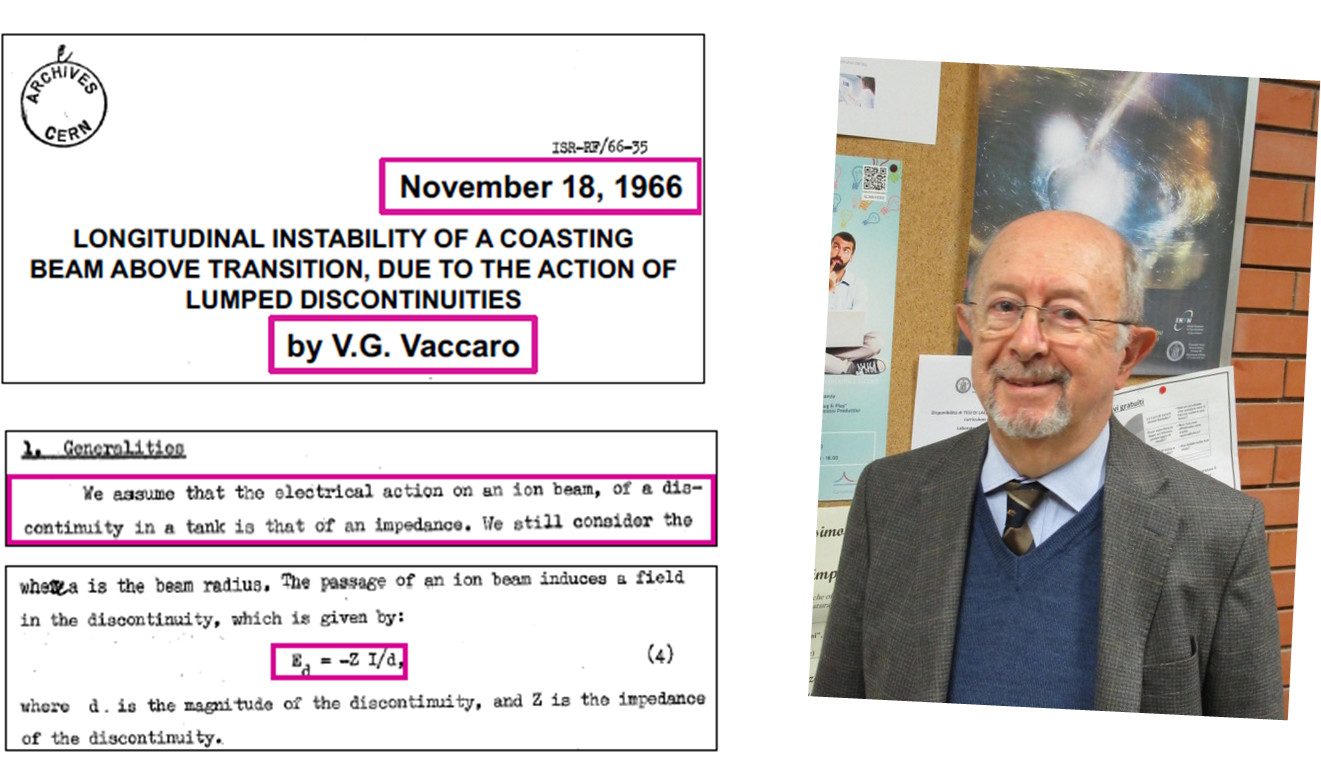 ARCHIVES
CERN
ISR-RF/66-35
November 18, 1966
LONGITUDINAL INSTABILITY OF A COASTING
BEAM ABOVE TRANSITION, DUE TO THE ACTION OF
LUMPED DISCONTINUITIES
by V.G. Vaccaro
1. Generalities
We assume that the electrical action on an ion beam, of a dis-
continuity in a tank is that of an impedance. We still consider the
where a is the beam radius. The passage of an ion beam induces a field
in the discontinuity, which is given by:
E_d = -Z I/d, (4)
where d. is the magnitude of the discontinuity, and Z is the impedance
of the discontinuity.
vi gratuiti